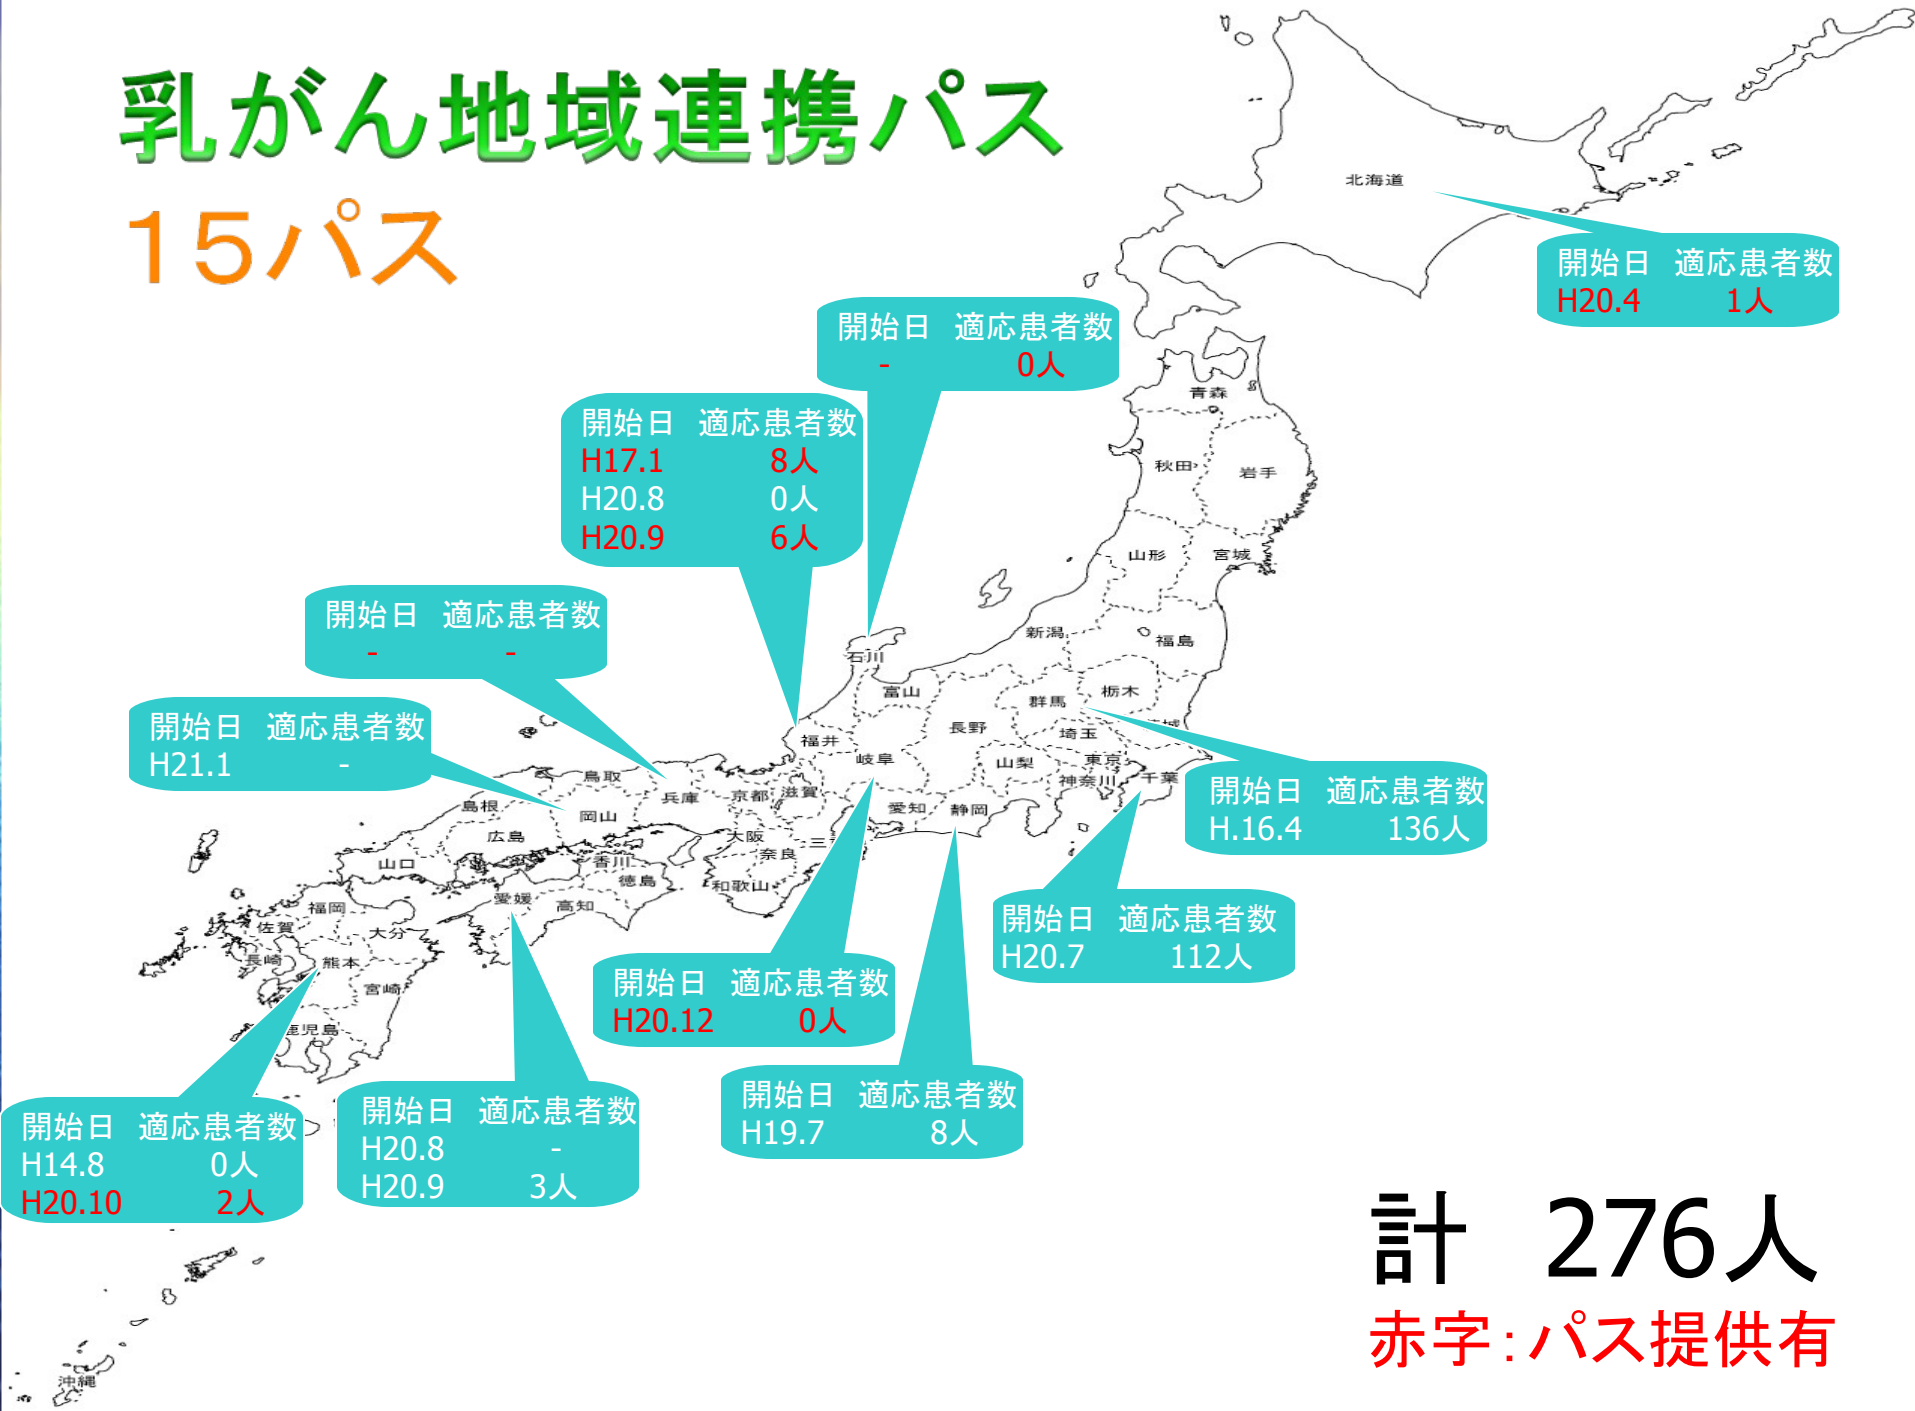 乳がん地域連携パス
15パス
北海道
開始日 適応患者数
H20.4 1人
開始日 適応患者数
- 0人
青森
開始日 適応患者数
H17.1 8人
H20.8 0人
H20.9 6人
秋田
岩手
山形
宮城
開始日 適応患者数
- -
新潟
福島
石川
富山
群馬
栃木
開始日 適応患者数
H21.1 -
福井
長野
埼玉
岐阜
山梨
東京
鳥取
兵庫
京都
滋賀
神奈川
千葉
開始日 適応患者数
H.16.4 136人
島根
岡山
愛知
静岡
広島
大阪
奈良
山口
香川
徳島
和歌山
愛媛
高知
福岡
佐賀
大分
開始日 適応患者数
H20.7 112人
長崎
熊本
宮崎
開始日 適応患者数
H20.12 0人
鹿児島
開始日 適応患者数
H19.7 8人
開始日 適応患者数
H14.8 0人
H20.10 2人
開始日 適応患者数
H20.8 -
H20.9 3人
計 276人
赤字：パス提供有
沖縄